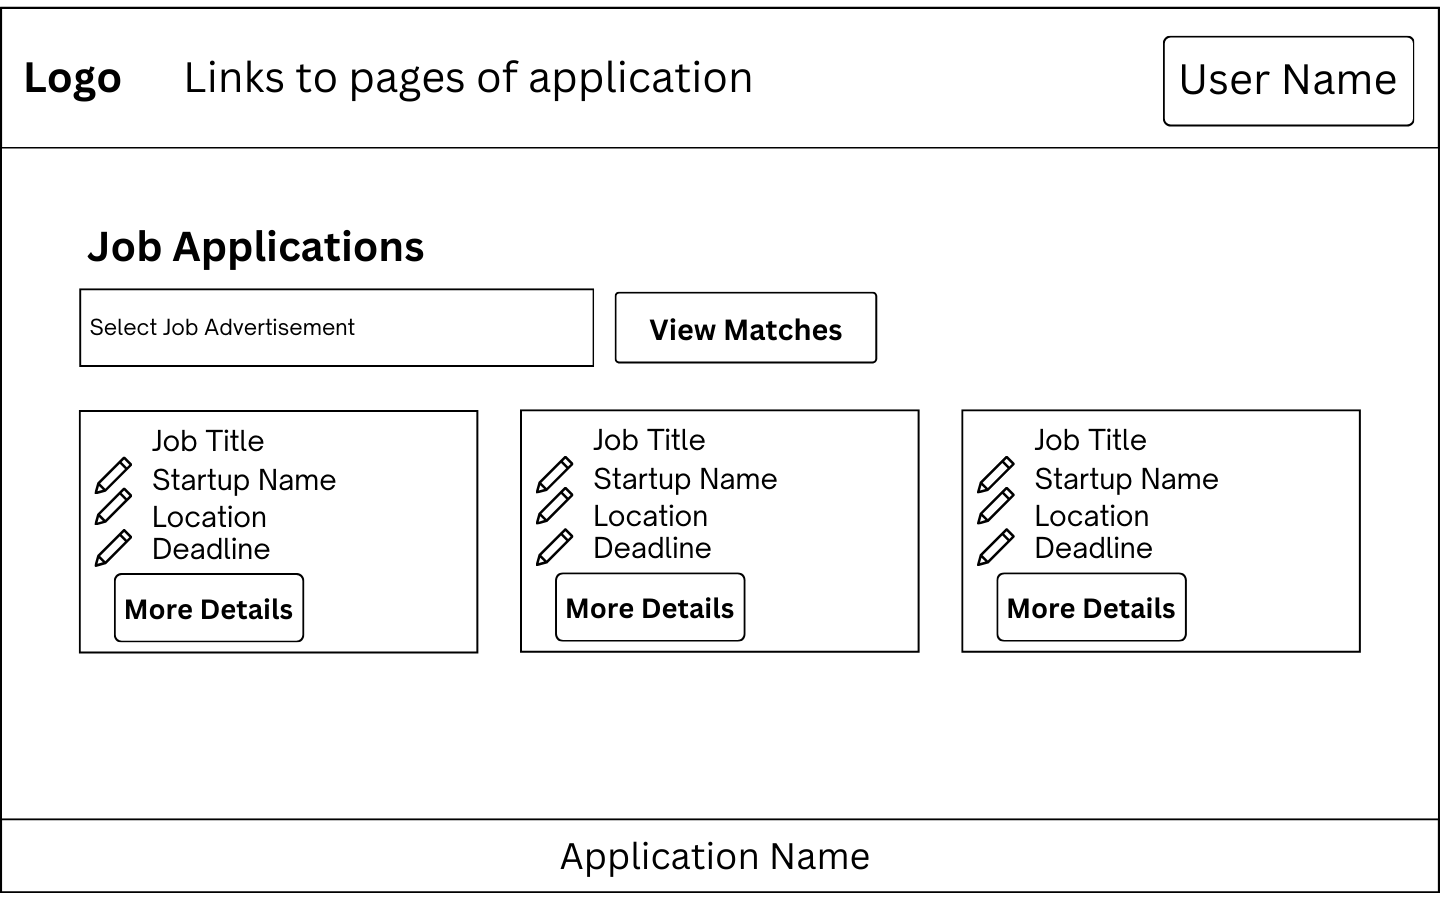 Logo
Links to pages of application
User Name
Job Applications
Select Job Advertisement
View Matches
Job Title
Startup Name
Location
Deadline
More Details
Job Title
Startup Name
Location
Deadline
More Details
Job Title
Startup Name
Location
Deadline
More Details
Application Name